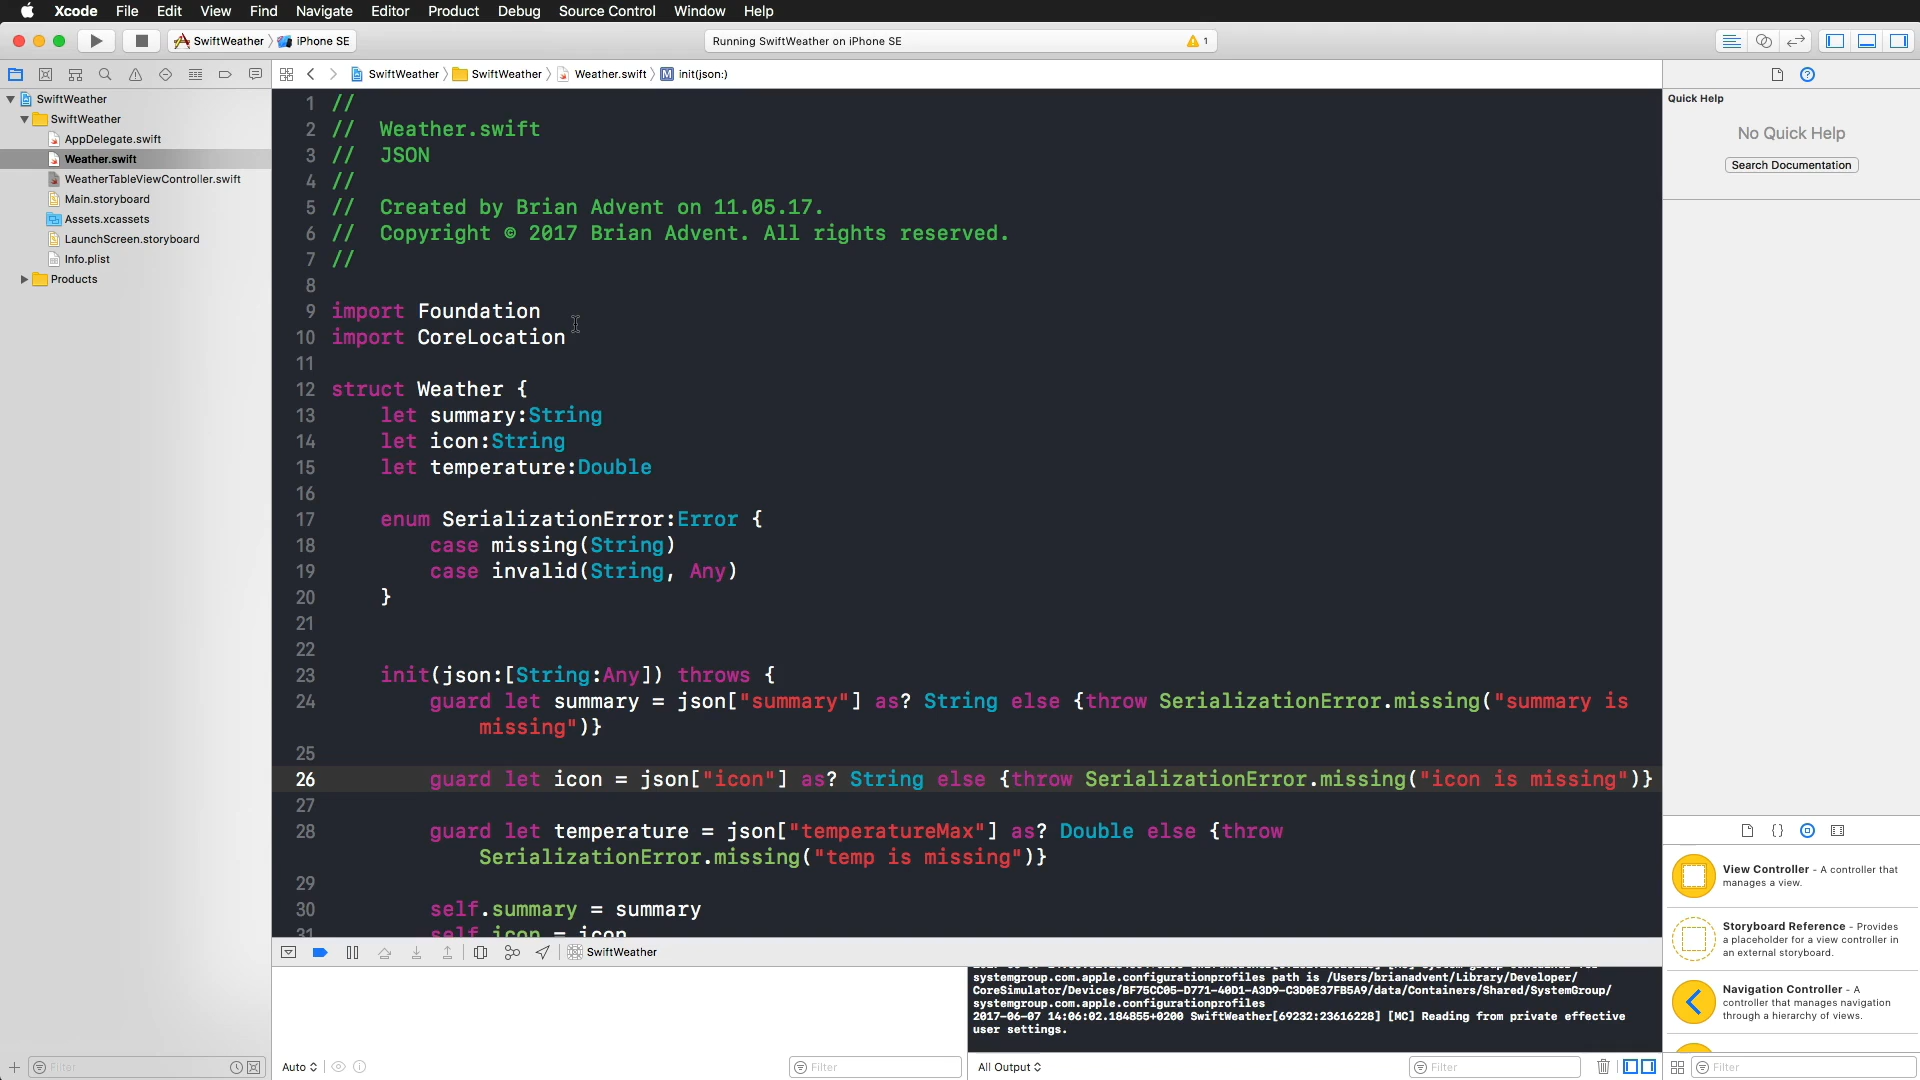 Xcode File Edit View Find Navigate Editor Product Debug Source Control Window Help
SwiftWeather iPhone SE
Running SwiftWeather on iPhone SE
1
SwiftWeather SwiftWeather Weather.swift M init(json:)
SwiftWeather
SwiftWeather
AppDelegate.swift
Weather.swift
WeatherTableViewController.swift
Main.storyboard
Assets.xcassets
LaunchScreen.storyboard
Info.plist
Products
Filter
1 //
2 // Weather.swift
3 // JSON
4 //
5 // Created by Brian Advent on 11.05.17.
6 // Copyright © 2017 Brian Advent. All rights reserved.
7 //
8
9 import Foundation
10 import CoreLocation
11
12 struct Weather {
13 let summary:String
14 let icon:String
15 let temperature:Double
16
17 enum SerializationError:Error {
18 case missing(String)
19 case invalid(String, Any)
20 }
21
22
23 init(json:[String:Any]) throws {
24 guard let summary = json["summary"] as? String else {throw SerializationError.missing("summary is
missing")}
25
26 guard let icon = json["icon"] as? String else {throw SerializationError.missing("icon is missing")}
27
28 guard let temperature = json["temperatureMax"] as? Double else {throw
SerializationError.missing("temp is missing")}
29
30 self.summary = summary
31 self.icon = icon
SwiftWeather
Auto
Filter
systemgroup.com.apple.configurationprofiles path is /Users/brianadvent/Library/Developer/
CoreSimulator/Devices/BF75CC05-D771-40D1-A3D9-C3D0E37FB5A9/data/Containers/Shared/SystemGroup/
systemgroup.com.apple.configurationprofiles
2017-06-07 14:06:02.184855+0200 SwiftWeather[69232:23616228] [MC] Reading from private effective
user settings.
All Output
Filter
Quick Help
No Quick Help
Search Documentation
View Controller - A controller that
manages a view.
Storyboard Reference - Provides
a placeholder for a view controller in
an external storyboard.
Navigation Controller - A
controller that manages navigation
through a hierarchy of views.
Filter